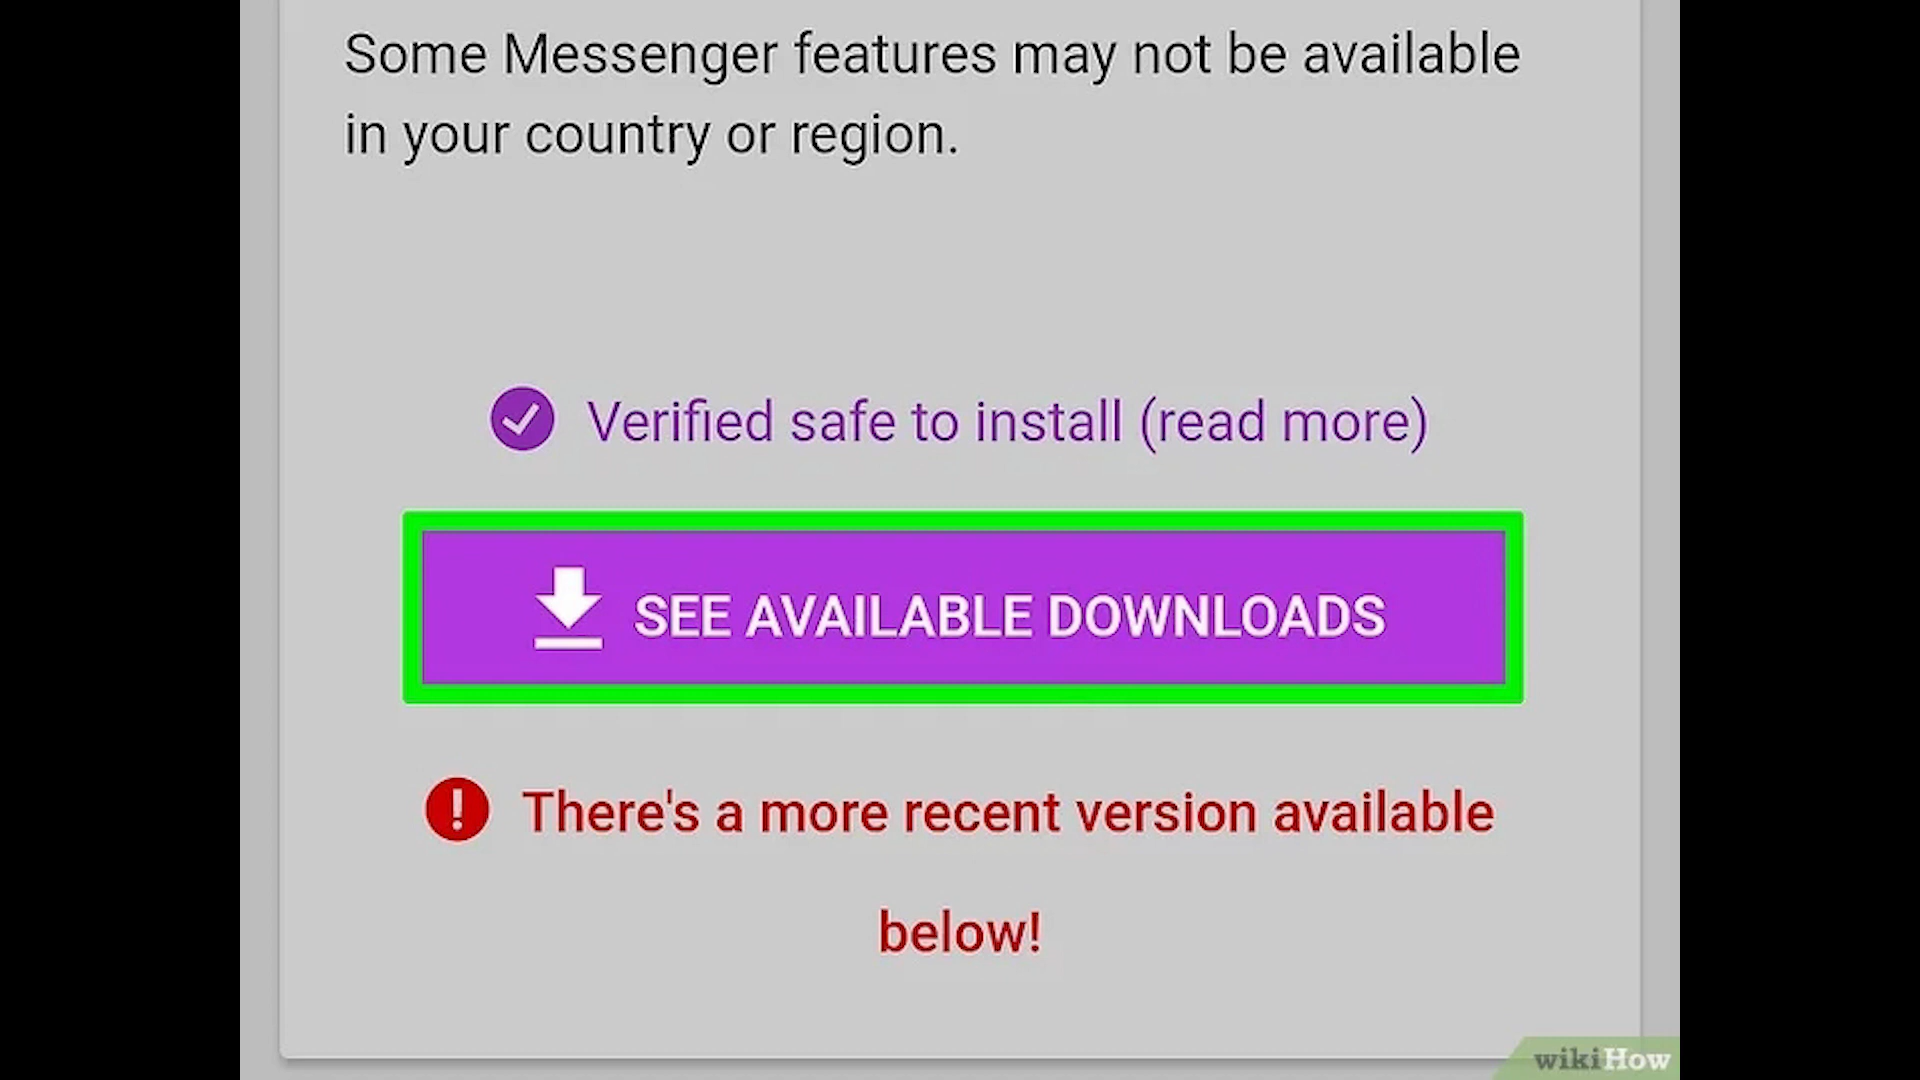 Some Messenger features may not be available
in your country or region.
Verified safe to install (read more)
SEE AVAILABLE DOWNLOADS
There's a more recent version available
below!
wikiHow